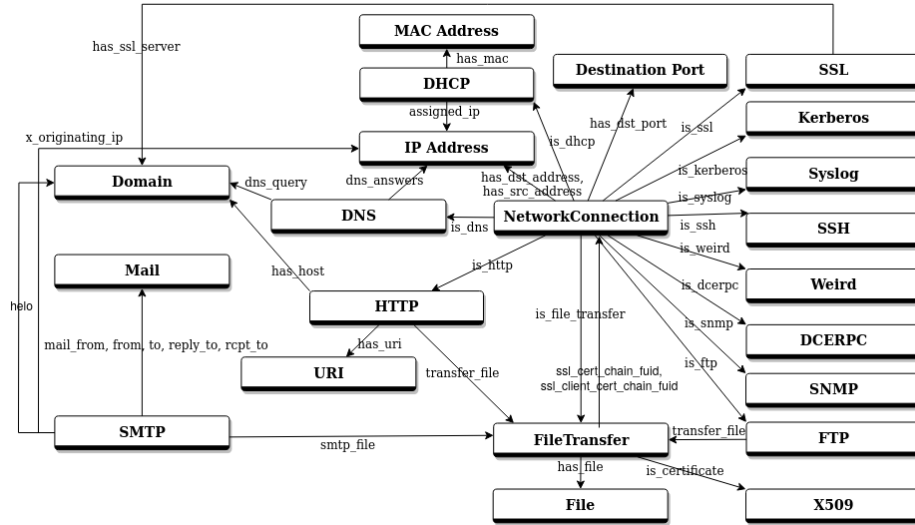 MAC Address
has_ssl_server
has_mac
DHCP
Destination Port
SSL
assigned_ip
has_dst_port
Kerberos
x_originating_ip
is_dhcp
is_ssl
IP Address
is_kerberos
Syslog
Domain
dns_query
dns_answers
has_dst_address,
has_src_address
is_syslog
DNS
NetworkConnection
is_dns
is_ssh
SSH
is_weird
Mail
has_host
is_http
is_dcerpc
Weird
helo
HTTP
is_file_transfer
is_snmp
DCERPC
mail_from, from, to, reply_to, rcpt_to
has_uri
is_ftp
URI
transfer_file
ssl_cert_chain_fuid,
ssl_client_cert_chain_fuid
SNMP
SMTP
smtp_file
FileTransfer
transfer_file
FTP
has_file
is_certificate
File
X509